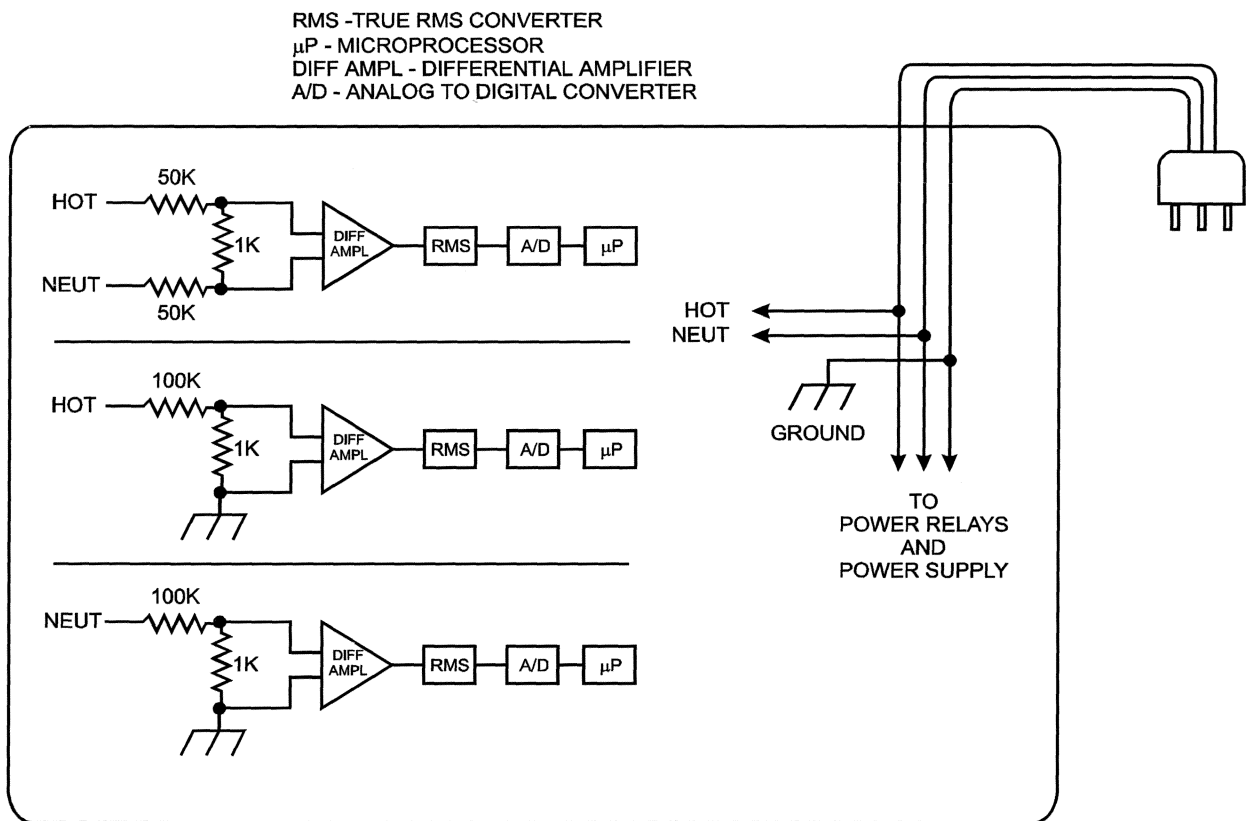 RMS -TRUE RMS CONVERTER
µP - MICROPROCESSOR
DIFF AMPL - DIFFERENTIAL AMPLIFIER
A/D - ANALOG TO DIGITAL CONVERTER
50K
HOT
1K
DIFF
AMPL
RMS
A/D
µP
NEUT
50K
HOT
NEUT
GROUND
TO
POWER RELAYS
AND
POWER SUPPLY
100K
HOT
1K
DIFF
AMPL
RMS
A/D
µP
100K
NEUT
1K
DIFF
AMPL
RMS
A/D
µP